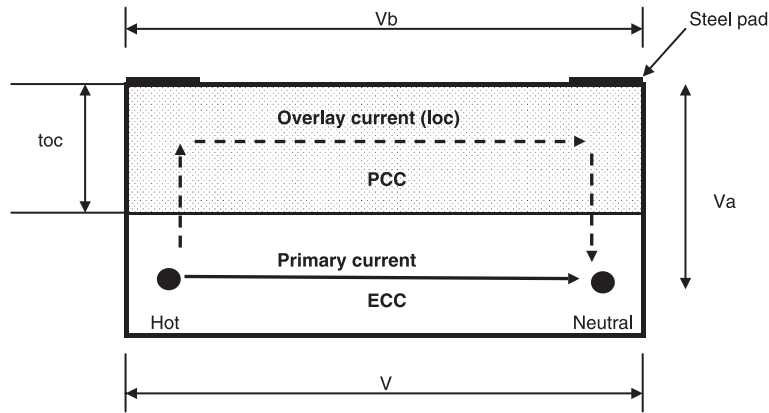 Vb
Steel pad
Overlay current (Ioc)
toc
PCC
Va
Primary current
ECC
Hot
Neutral
V